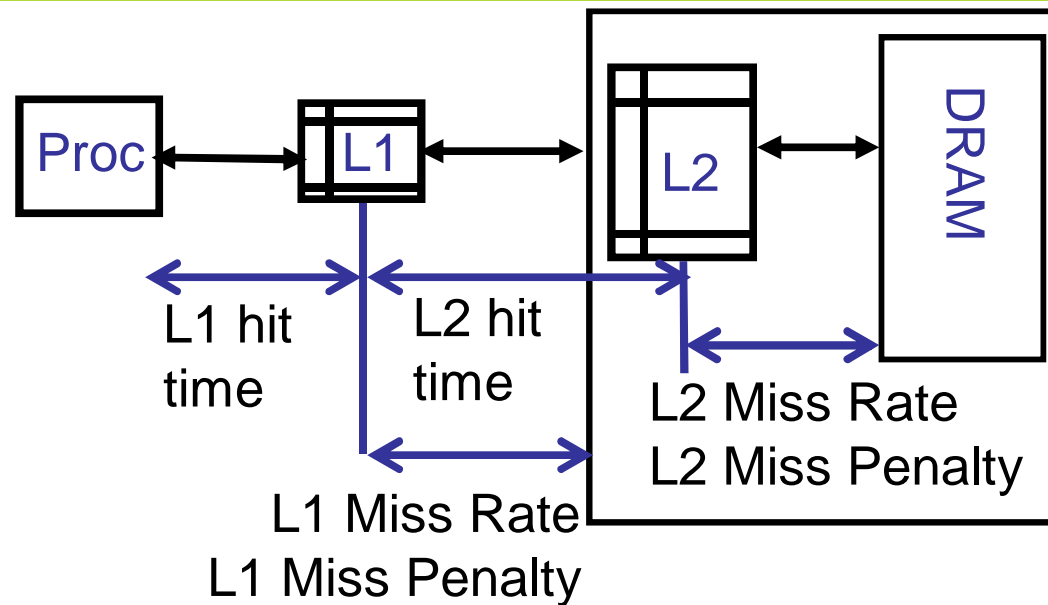 Proc
L1
L2
DRAM
L1 hit
time
L2 hit
time
L2 Miss Rate
L2 Miss Penalty
L1 Miss Rate
L1 Miss Penalty